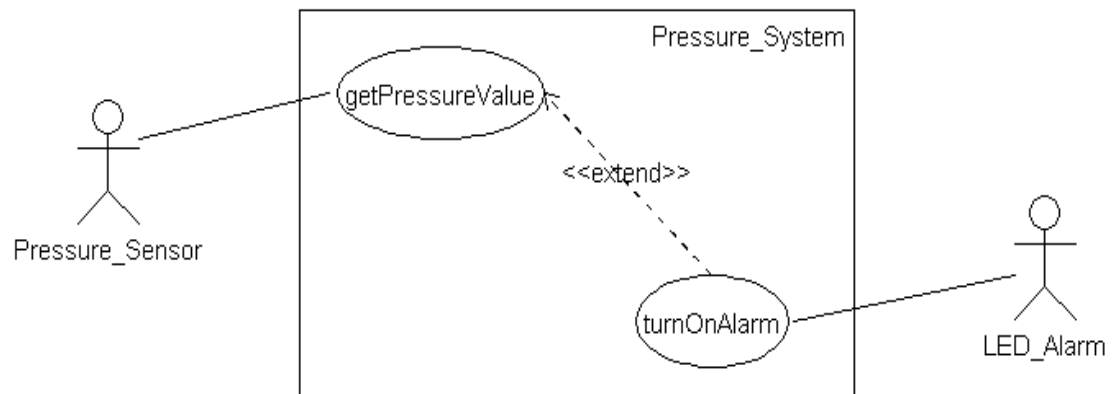 Pressure_System
getPressureValue
<<extend>>
Pressure_Sensor
turnOnAlarm
LED_Alarm